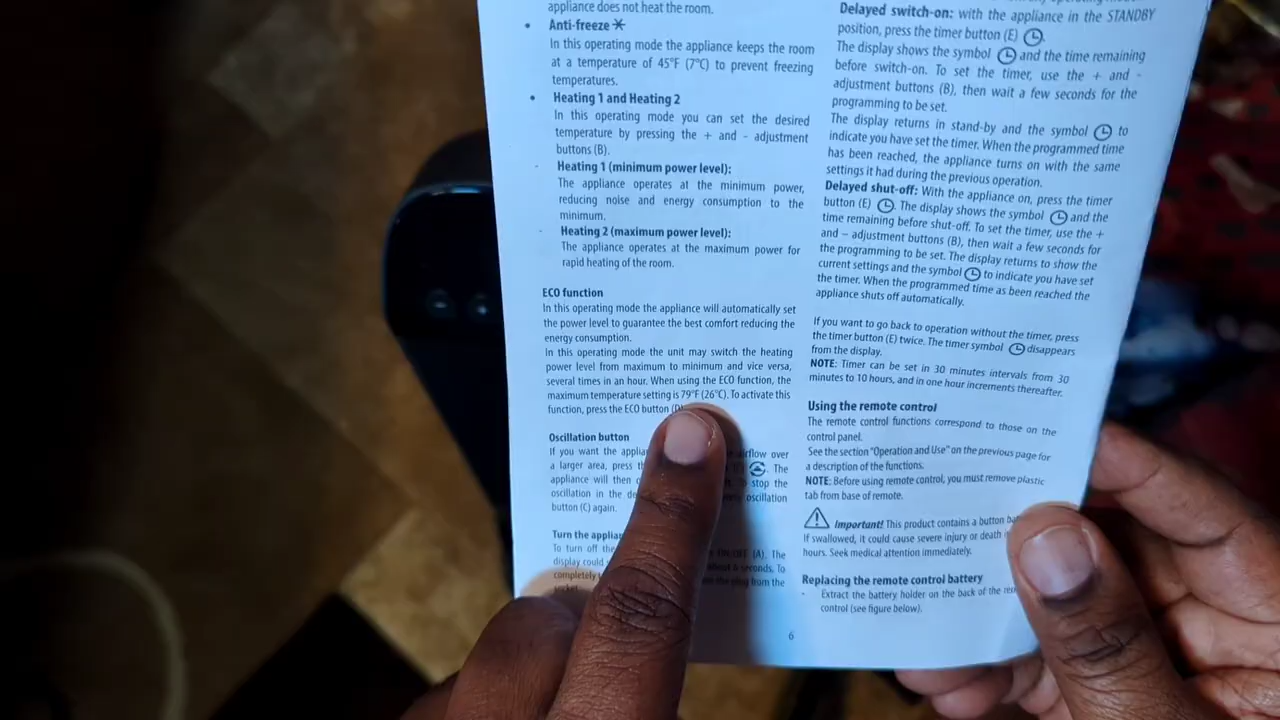 appliance does not heat the room.
• Anti-freeze
In this operating mode the appliance keeps the room
at a temperature of 45°F (7°C) to prevent freezing
temperatures.
• Heating 1 and Heating 2
In this operating mode you can set the desired
temperature by pressing the + and - adjustment
buttons (B).
- Heating 1 (minimum power level):
The appliance operates at the minimum power,
reducing noise and energy consumption to the
minimum.
- Heating 2 (maximum power level):
The appliance operates at the maximum power for
rapid heating of the room.
ECO function
In this operating mode the appliance will automatically set
the power level to guarantee the best comfort reducing the
energy consumption.
In this operating mode the unit may switch the heating
power level from maximum to minimum and vice versa,
several times in an hour. When using the ECO function, the
maximum temperature setting is 79°F (26°C). To activate this
function, press the ECO button
Oscillation button
If you want the airflow over
a larger area, press The
appliance will then stop the
oscillation in the oscillation
button (C) again.
Turn the
To turn off the ON/OFF (A). The
display could seconds. To
completely the plug from the
socket.
Delayed switch-on: with the appliance in the STANDBY
position, press the timer button (E)
The display shows the symbol and the time remaining
before switch-on. To set the timer, use the + and -
adjustment buttons (B), then wait a few seconds for the
programming to be set.
The display returns in stand-by and the symbol to
indicate you have set the timer. When the programmed time
has been reached, the appliance turns on with the same
settings it had during the previous operation.
Delayed shut-off: With the appliance on, press the timer
button (E) . The display shows the symbol and the
time remaining before shut-off. To set the timer, use the +
and – adjustment buttons (B), then wait a few seconds for
the programming to be set. The display returns to show the
current settings and the symbol to indicate you have set
the timer. When the programmed time as been reached the
appliance shuts off automatically.
If you want to go back to operation without the timer, press
the timer button (E) twice. The timer symbol disappears
from the display.
NOTE: Timer can be set in 30 minutes intervals from 30
minutes to 10 hours, and in one hour increments thereafter.
Using the remote control
The remote control functions correspond to those on the
control panel.
See the section "Operation and Use" on the previous page for
a description of the functions.
NOTE: Before using remote control, you must remove plastic
tab from base of remote.
Important! This product contains a button
If swallowed, it could cause severe injury or death
hours. Seek medical attention immediately.
Replacing the remote control battery
- Extract the battery holder on the back of the
control (see figure below).
6